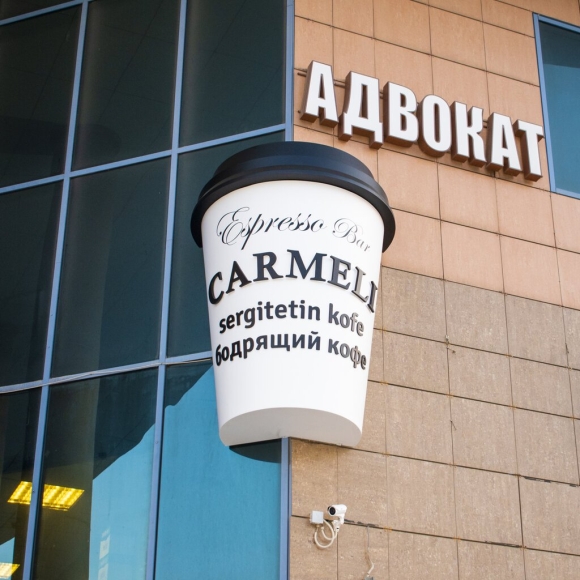 АДВОКАТ
Espresso Bar
CARMELI
sergitetin kofe
бодрящий кофе